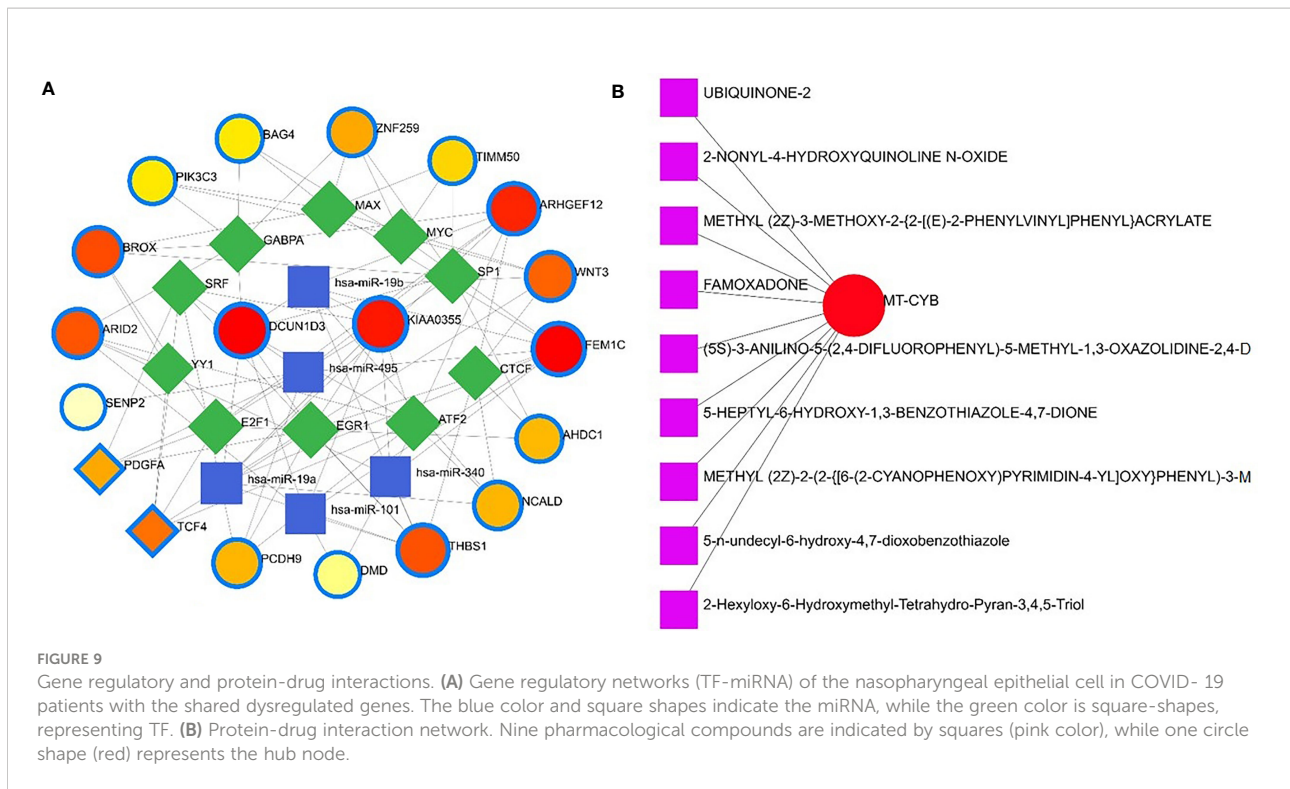 A
BAG4
ZNF259
TIMM50
PIK3C3
MAX
ARHGEF12
GABPA
MYC
BROX
SP1
WNT3
SRF
hsa-miR-19b
DCUN1D3
KIAA0355
ARID2
FEM1C
YY1
hsa-miR-495
CTCF
SENP2
E2F1
EGR1
ATF2
AHDC1
PDGFA
hsa-miR-19a
hsa-miR-340
NCALD
hsa-miR-101
TCF4
PCDH9
THBS1
DMD
B
UBIQUINONE-2
2-NONYL-4-HYDROXYQUINOLINE N-OXIDE
METHYL (2Z)-3-METHOXY-2-{2-[(E)-2-PHENYLVINYL]PHENYL}ACRYLATE
FAMOXADONE
MT-CYB
(5S)-3-ANILINO-5-(2,4-DIFLUOROPHENYL)-5-METHYL-1,3-OXAZOLIDINE-2,4-D
5-HEPTYL-6-HYDROXY-1,3-BENZOTHIAZOLE-4,7-DIONE
METHYL (2Z)-2-(2-{[6-(2-CYANOPHENOXY)PYRIMIDIN-4-YL]OXY}PHENYL)-3-M
5-n-undecyl-6-hydroxy-4,7-dioxobenzothiazole
2-Hexyloxy-6-Hydroxymethyl-Tetrahydro-Pyran-3,4,5-Triol
FIGURE 9
Gene regulatory and protein-drug interactions. (A) Gene regulatory networks (TF-miRNA) of the nasopharyngeal epithelial cell in COVID- 19
patients with the shared dysregulated genes. The blue color and square shapes indicate the miRNA, while the green color is square-shapes,
representing TF. (B) Protein-drug interaction network. Nine pharmacological compounds are indicated by squares (pink color), while one circle
shape (red) represents the hub node.